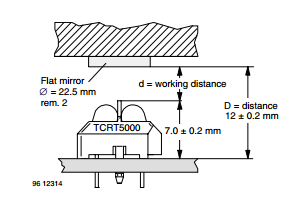 Flat mirror
∅ = 22.5 mm
rem. 2
d = working distance
D = distance
12 ± 0.2 mm
TCRT5000
7.0 ± 0.2 mm
96 12314